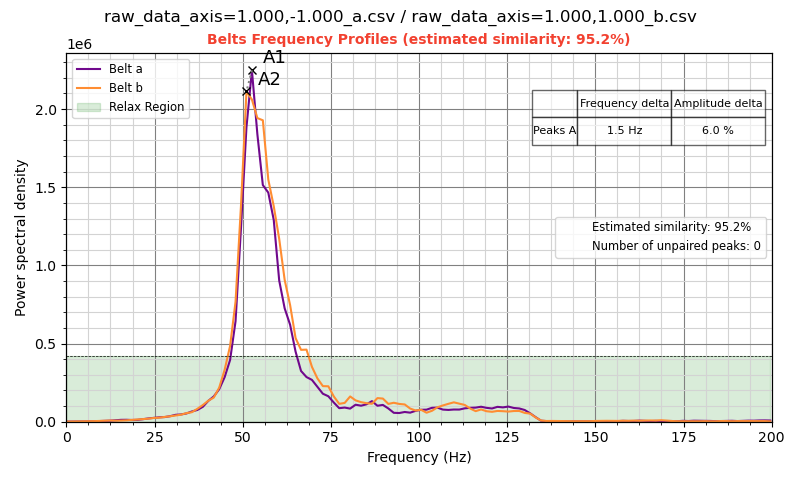 raw_data_axis=1.000,-1.000_a.csv / raw_data_axis=1.000,1.000_b.csv
Belts Frequency Profiles (estimated similarity: 95.2%)
1e6
A1
A2
Belt a
Belt b
Relax Region
Frequency delta Amplitude delta
Peaks A 1.5 Hz 6.0 %
Estimated similarity: 95.2%
Number of unpaired peaks: 0
Power spectral density
2.0
1.5
1.0
0.5
0.0
0 25 50 75 100 125 150 175 200
Frequency (Hz)